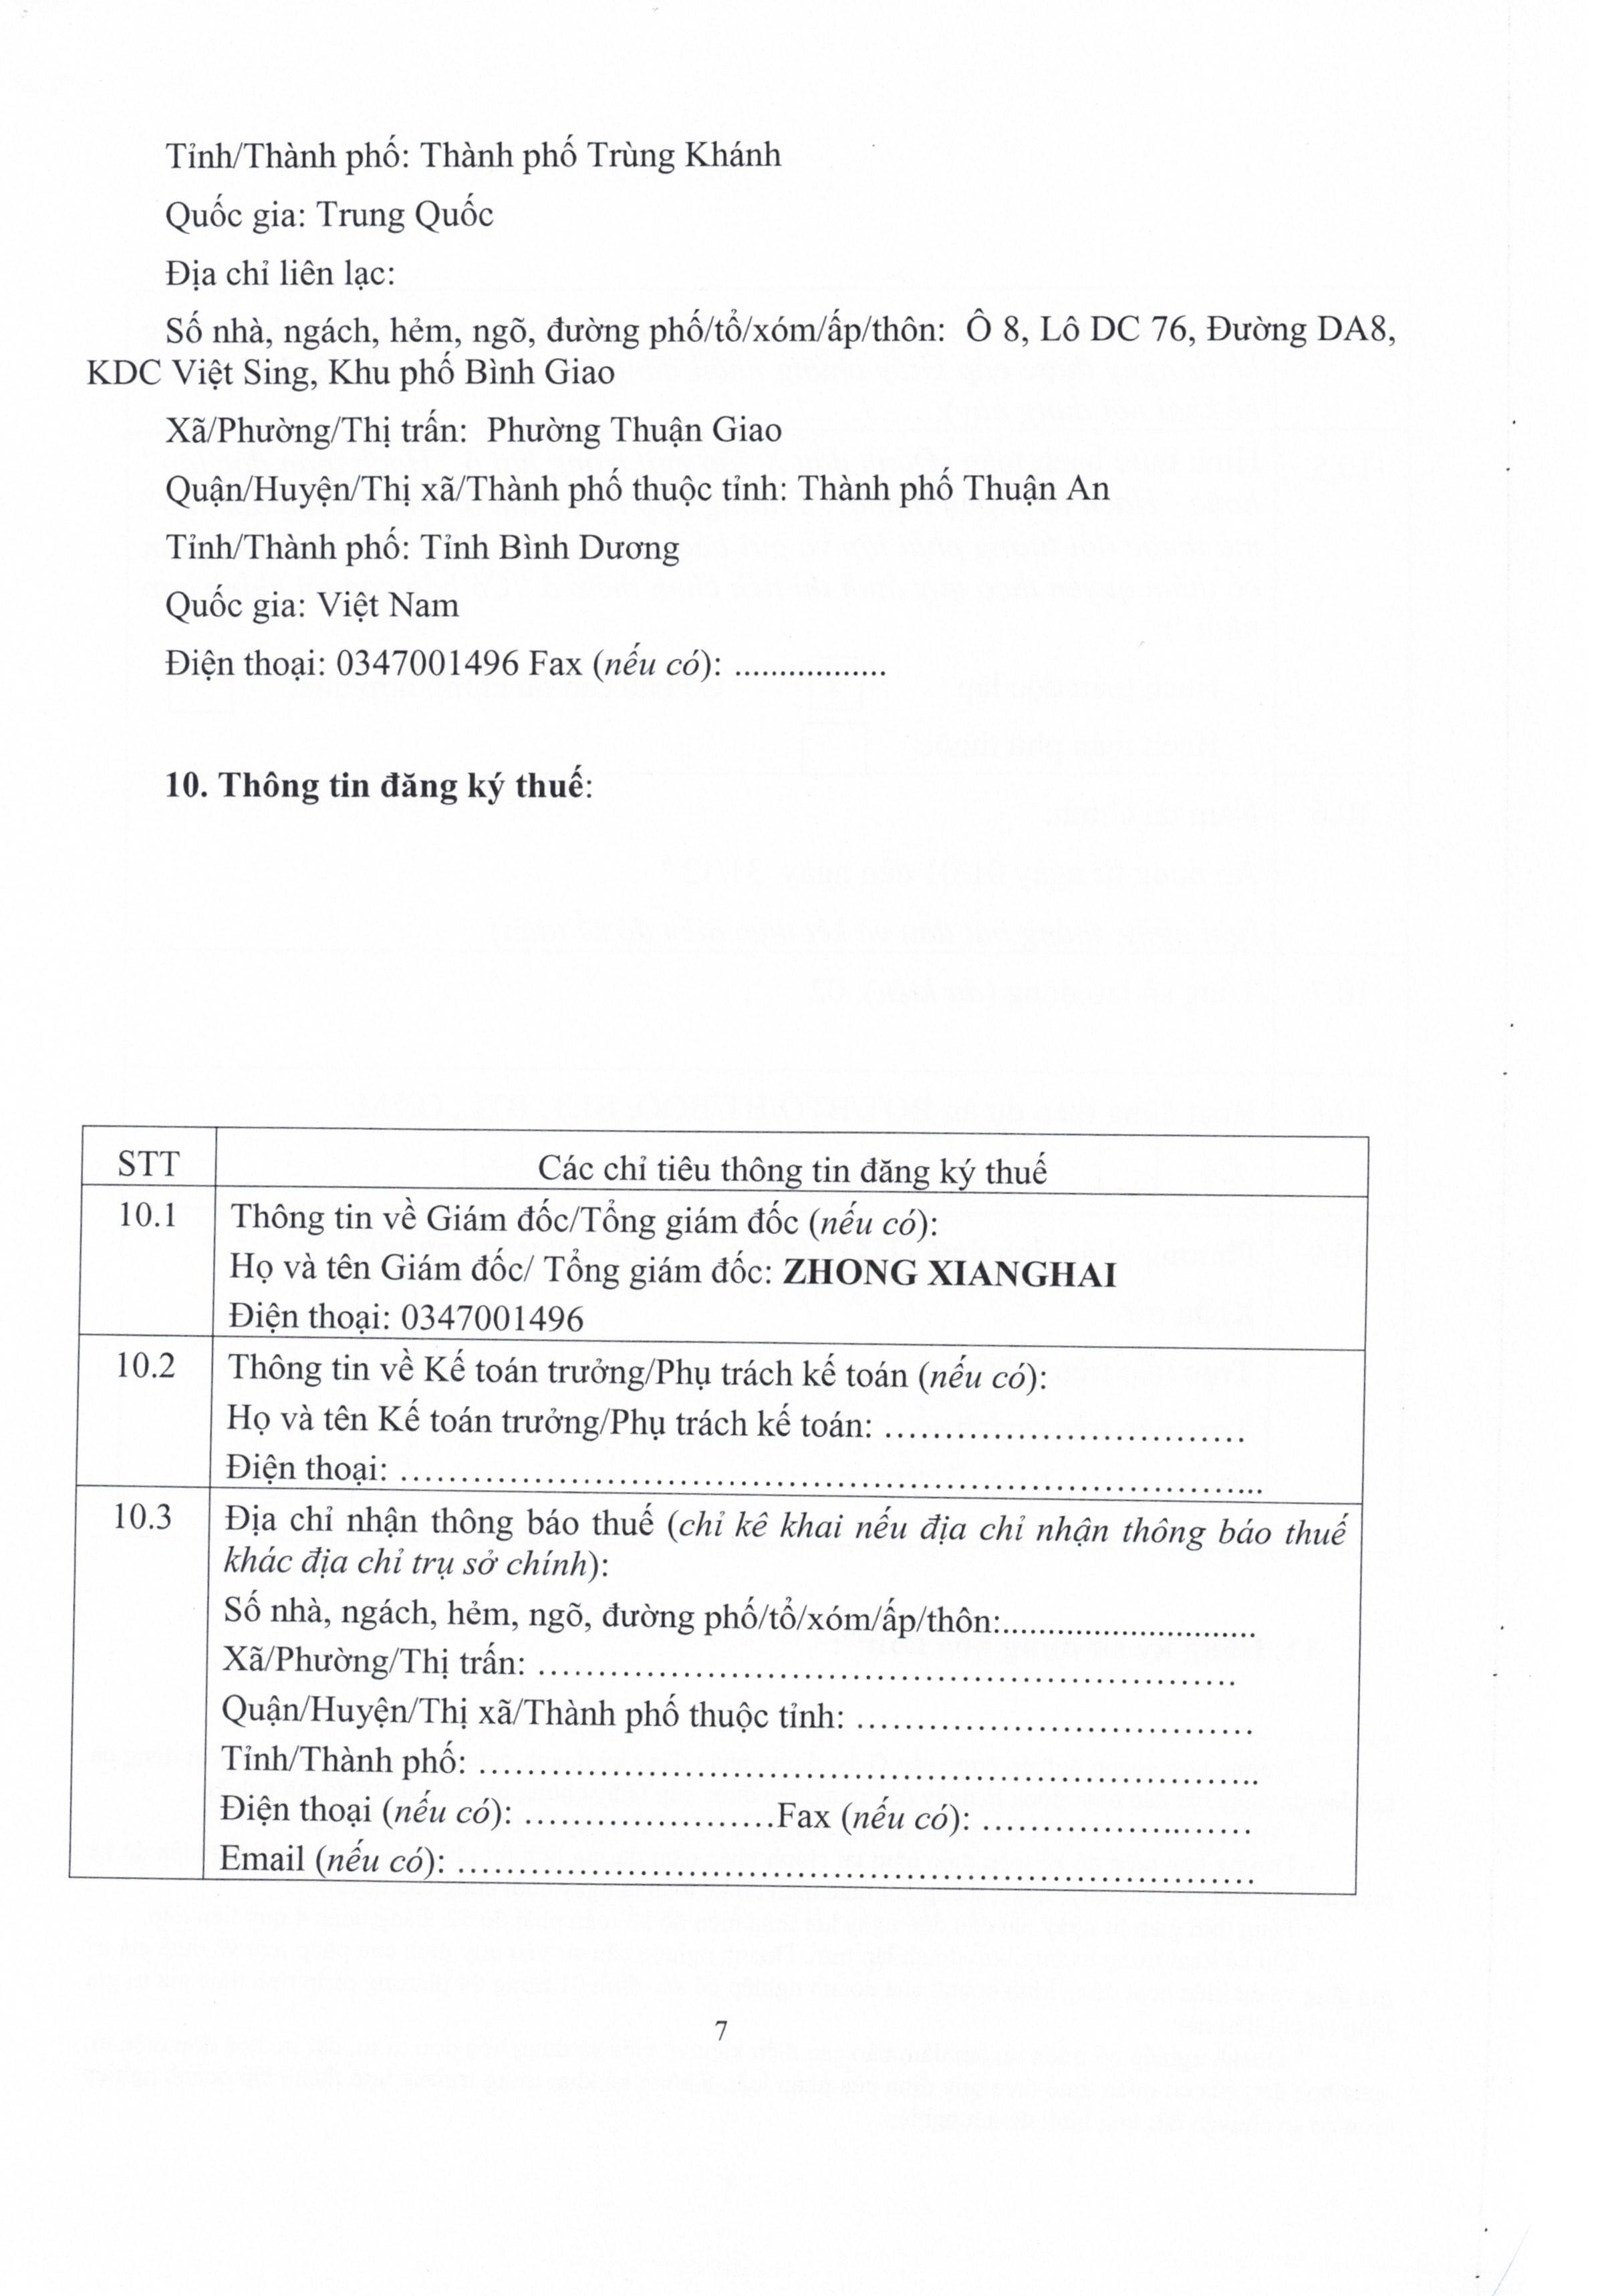 Tỉnh/Thành phố: Thành phố Trùng Khánh
Quốc gia: Trung Quốc
Địa chỉ liên lạc:
Số nhà, ngách, hẻm, ngõ, đường phố/tổ/xóm/ấp/thôn: Ô 8, Lô DC 76, Đường DA8,
KDC Việt Sing, Khu phố Bình Giao
Xã/Phường/Thị trấn: Phường Thuận Giao
Quận/Huyện/Thị xã/Thành phố thuộc tỉnh: Thành phố Thuận An
Tỉnh/Thành phố: Tỉnh Bình Dương
Quốc gia: Việt Nam
Điện thoại: 0347001496 Fax (nếu có): .................
10. Thông tin đăng ký thuế:
STT Các chỉ tiêu thông tin đăng ký thuế
10.1 Thông tin về Giám đốc/Tổng giám đốc (nếu có):
Họ và tên Giám đốc/ Tổng giám đốc: ZHONG XIANGHAI
Điện thoại: 0347001496
10.2 Thông tin về Kế toán trưởng/Phụ trách kế toán (nếu có):
Họ và tên Kế toán trưởng/Phụ trách kế toán: ..............................
Điện thoại: ........................................................................
10.3 Địa chỉ nhận thông báo thuế (chỉ kê khai nếu địa chỉ nhận thông báo thuế
khác địa chỉ trụ sở chính):
Số nhà, ngách, hẻm, ngõ, đường phố/tổ/xóm/ấp/thôn:............................
Xã/Phường/Thị trấn: ..........................................................
Quận/Huyện/Thị xã/Thành phố thuộc tỉnh: .................................
Tỉnh/Thành phố: .................................................................
Điện thoại (nếu có): .....................Fax (nếu có): .......................
Email (nếu có): ..................................................................
7